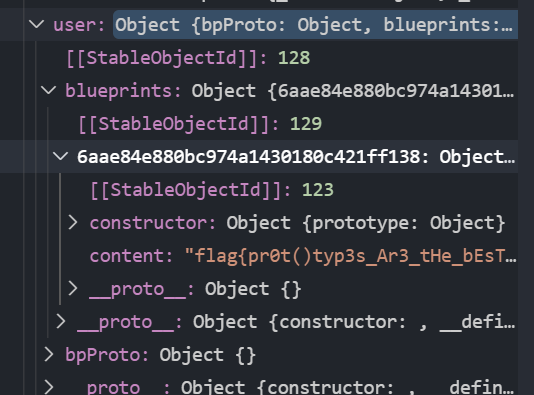 user: Object {bpProto: Object, blueprints:…
[[StableObjectId]]: 128
blueprints: Object {6aae84e880bc974a14301…
[[StableObjectId]]: 129
6aae84e880bc974a1430180c421ff138: Object…
[[StableObjectId]]: 123
constructor: Object {prototype: Object}
content: "flag{pr0t()typ3s_Ar3_tHe_bEsT…
__proto__: Object {}
__proto__: Object {constructor: , __defi…
bpProto: Object {}
__proto__: Object {constructor: , __defin…